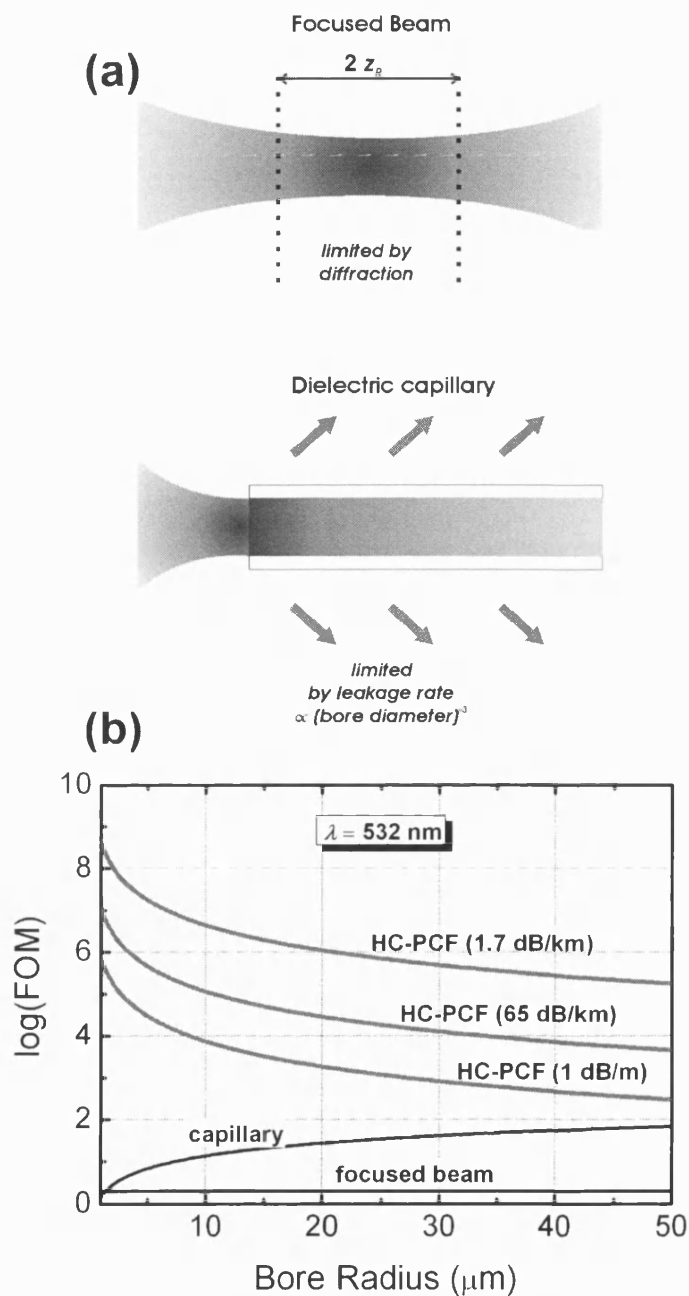 (a)
Focused Beam
2 z_R
limited by
diffraction
Dielectric capillary
limited
by leakage rate
∝ (bore diameter)⁻³
(b)
log(FOM)
10
8
6
4
2
0
λ = 532 nm
HC-PCF (1.7 dB/km)
HC-PCF (65 dB/km)
HC-PCF (1 dB/m)
capillary
focused beam
10
20
30
40
50
Bore Radius (μm)